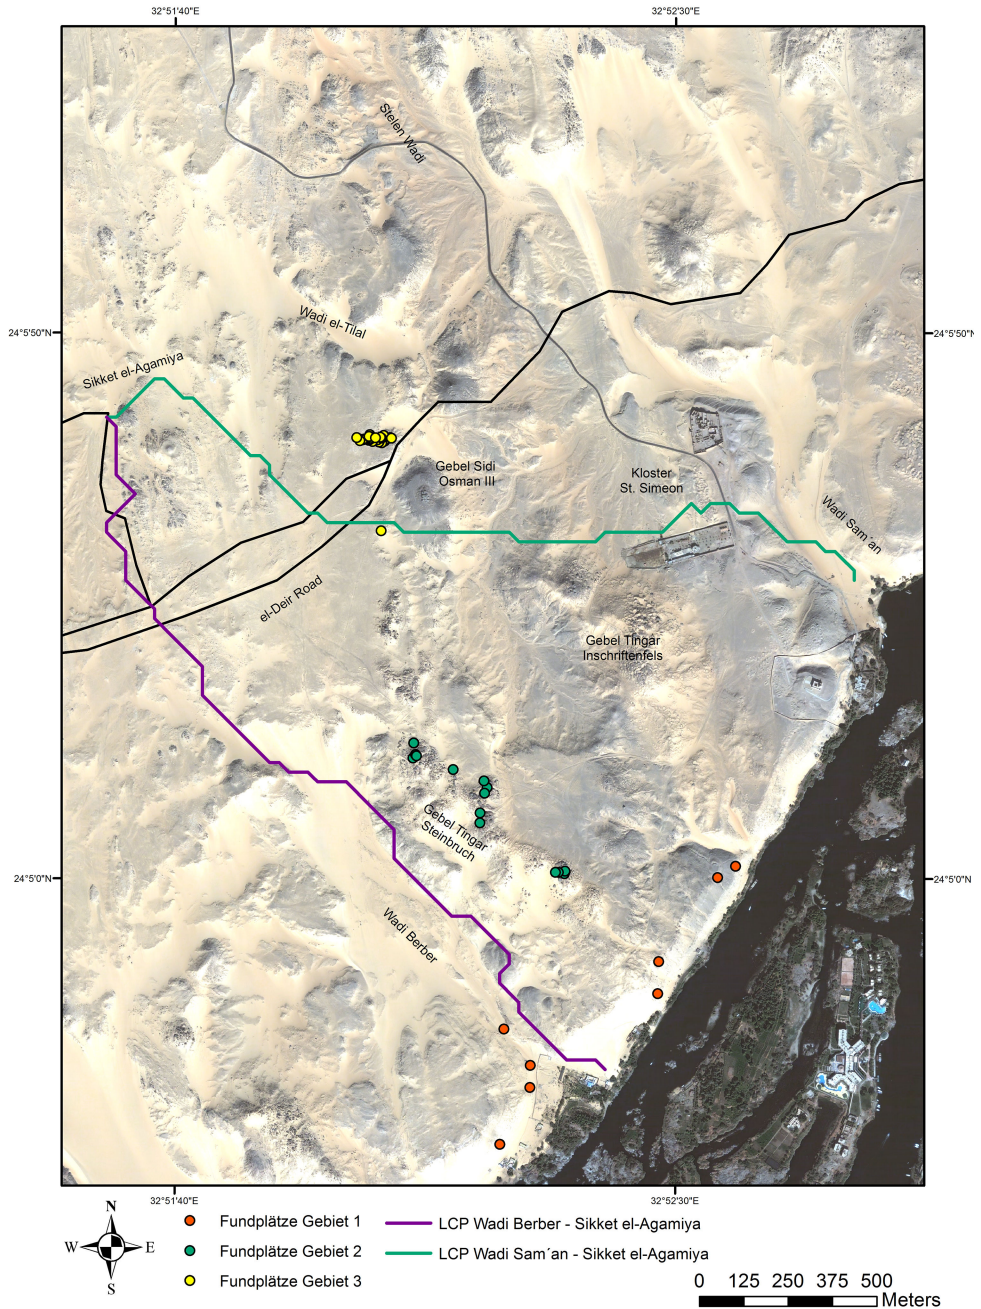 32°51'40"E
32°52'30"E
Stelen Wadi
Wadi el-Tilal
24°5'50"N
24°5'50"N
Sikket el-Agamiya
Gebel Sidi
Osman III
Kloster
St. Simeon
Wadi Sam´an
el-Deir Road
Gebel Tingar
Inschriftenfels
Gebel Tingar
Steinbruch
24°5'0"N
24°5'0"N
Wadi Berber
32°51'40"E
32°52'30"E
N
W
E
S
Fundplätze Gebiet 1
Fundplätze Gebiet 2
Fundplätze Gebiet 3
LCP Wadi Berber - Sikket el-Agamiya
LCP Wadi Sam´an - Sikket el-Agamiya
0 125 250 375 500
Meters